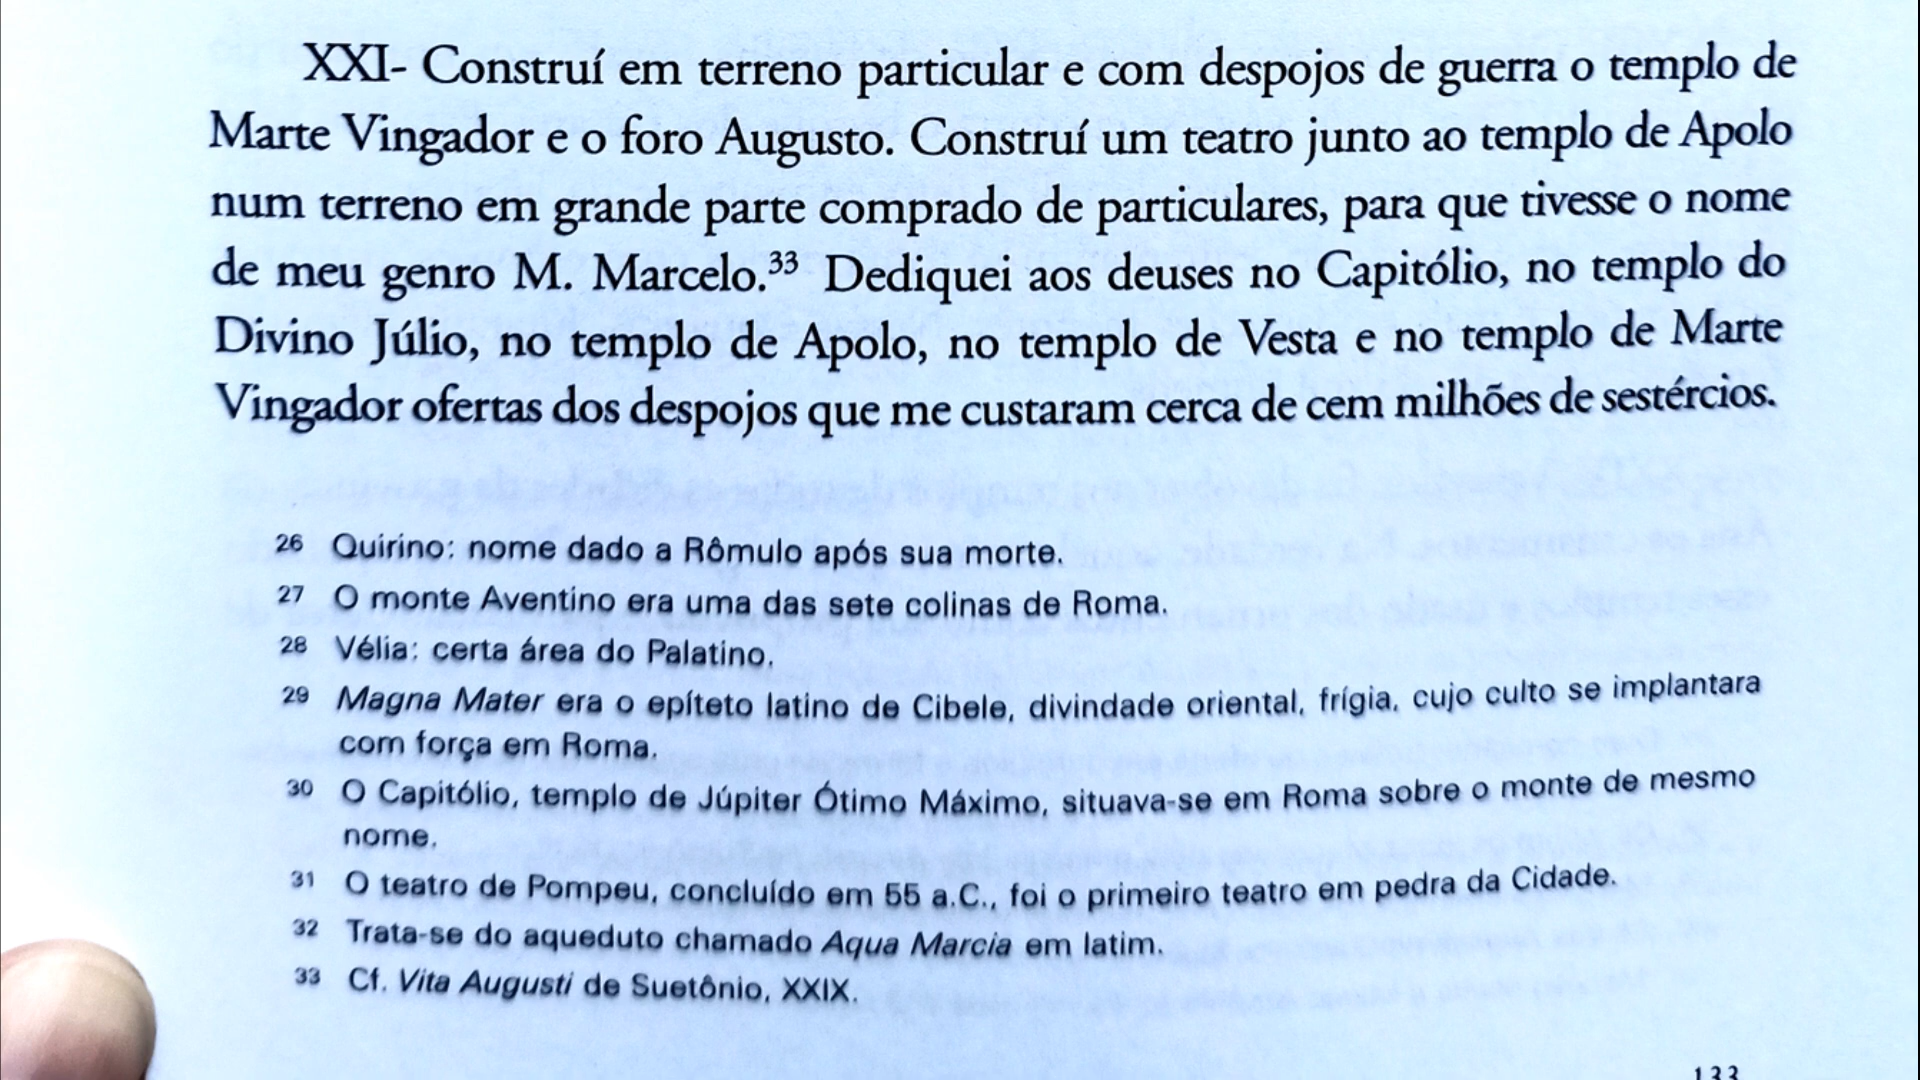 XXI- Construí em terreno particular e com despojos de guerra o templo de
Marte Vingador e o foro Augusto. Construí um teatro junto ao templo de Apolo
num terreno em grande parte comprado de particulares, para que tivesse o nome
de meu genro M. Marcelo.³³ Dediquei aos deuses no Capitólio, no templo do
Divino Júlio, no templo de Apolo, no templo de Vesta e no templo de Marte
Vingador ofertas dos despojos que me custaram cerca de cem milhões de sestércios.
26 Quirino: nome dado a Rômulo após sua morte.
27 O monte Aventino era uma das sete colinas de Roma.
28 Vélia: certa área do Palatino.
29 Magna Mater era o epíteto latino de Cibele, divindade oriental, frígia, cujo culto se implantara
com força em Roma.
30 O Capitólio, templo de Júpiter Ótimo Máximo, situava-se em Roma sobre o monte de mesmo
nome.
31 O teatro de Pompeu, concluído em 55 a.C., foi o primeiro teatro em pedra da Cidade.
32 Trata-se do aqueduto chamado Aqua Marcia em latim.
33 Cf. Vita Augusti de Suetônio, XXIX.
133